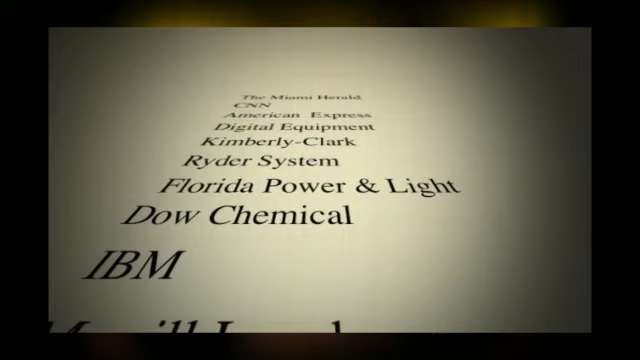 The Miami Herald
CNN
American Express
Digital Equipment
Kimberly-Clark
Ryder System
Florida Power & Light
Dow Chemical
IBM